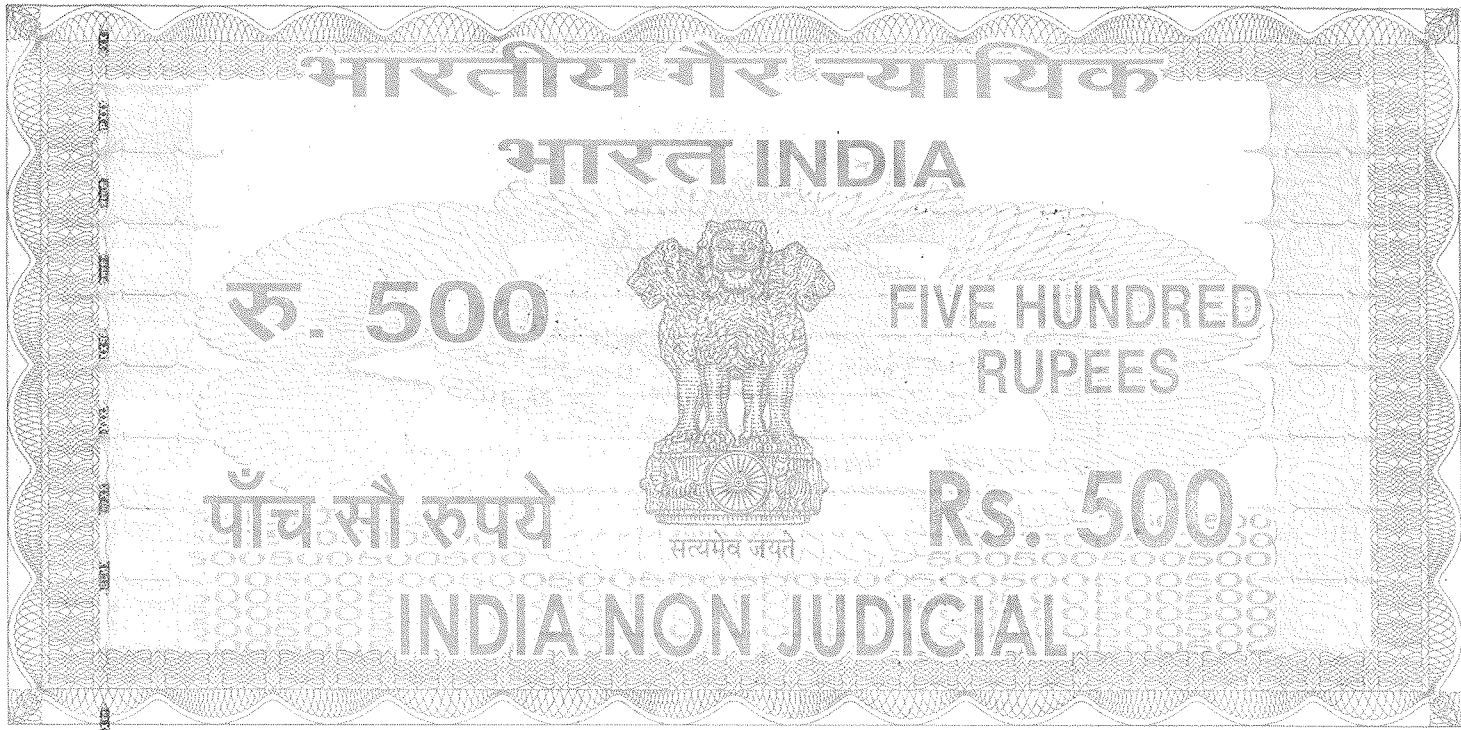 भारतीय गैर न्यायिक
भारत INDIA
रु. 500
FIVE HUNDRED
RUPEES
पाँच सौ रुपये
Rs. 500
सत्यमेव जयते
INDIA NON JUDICIAL